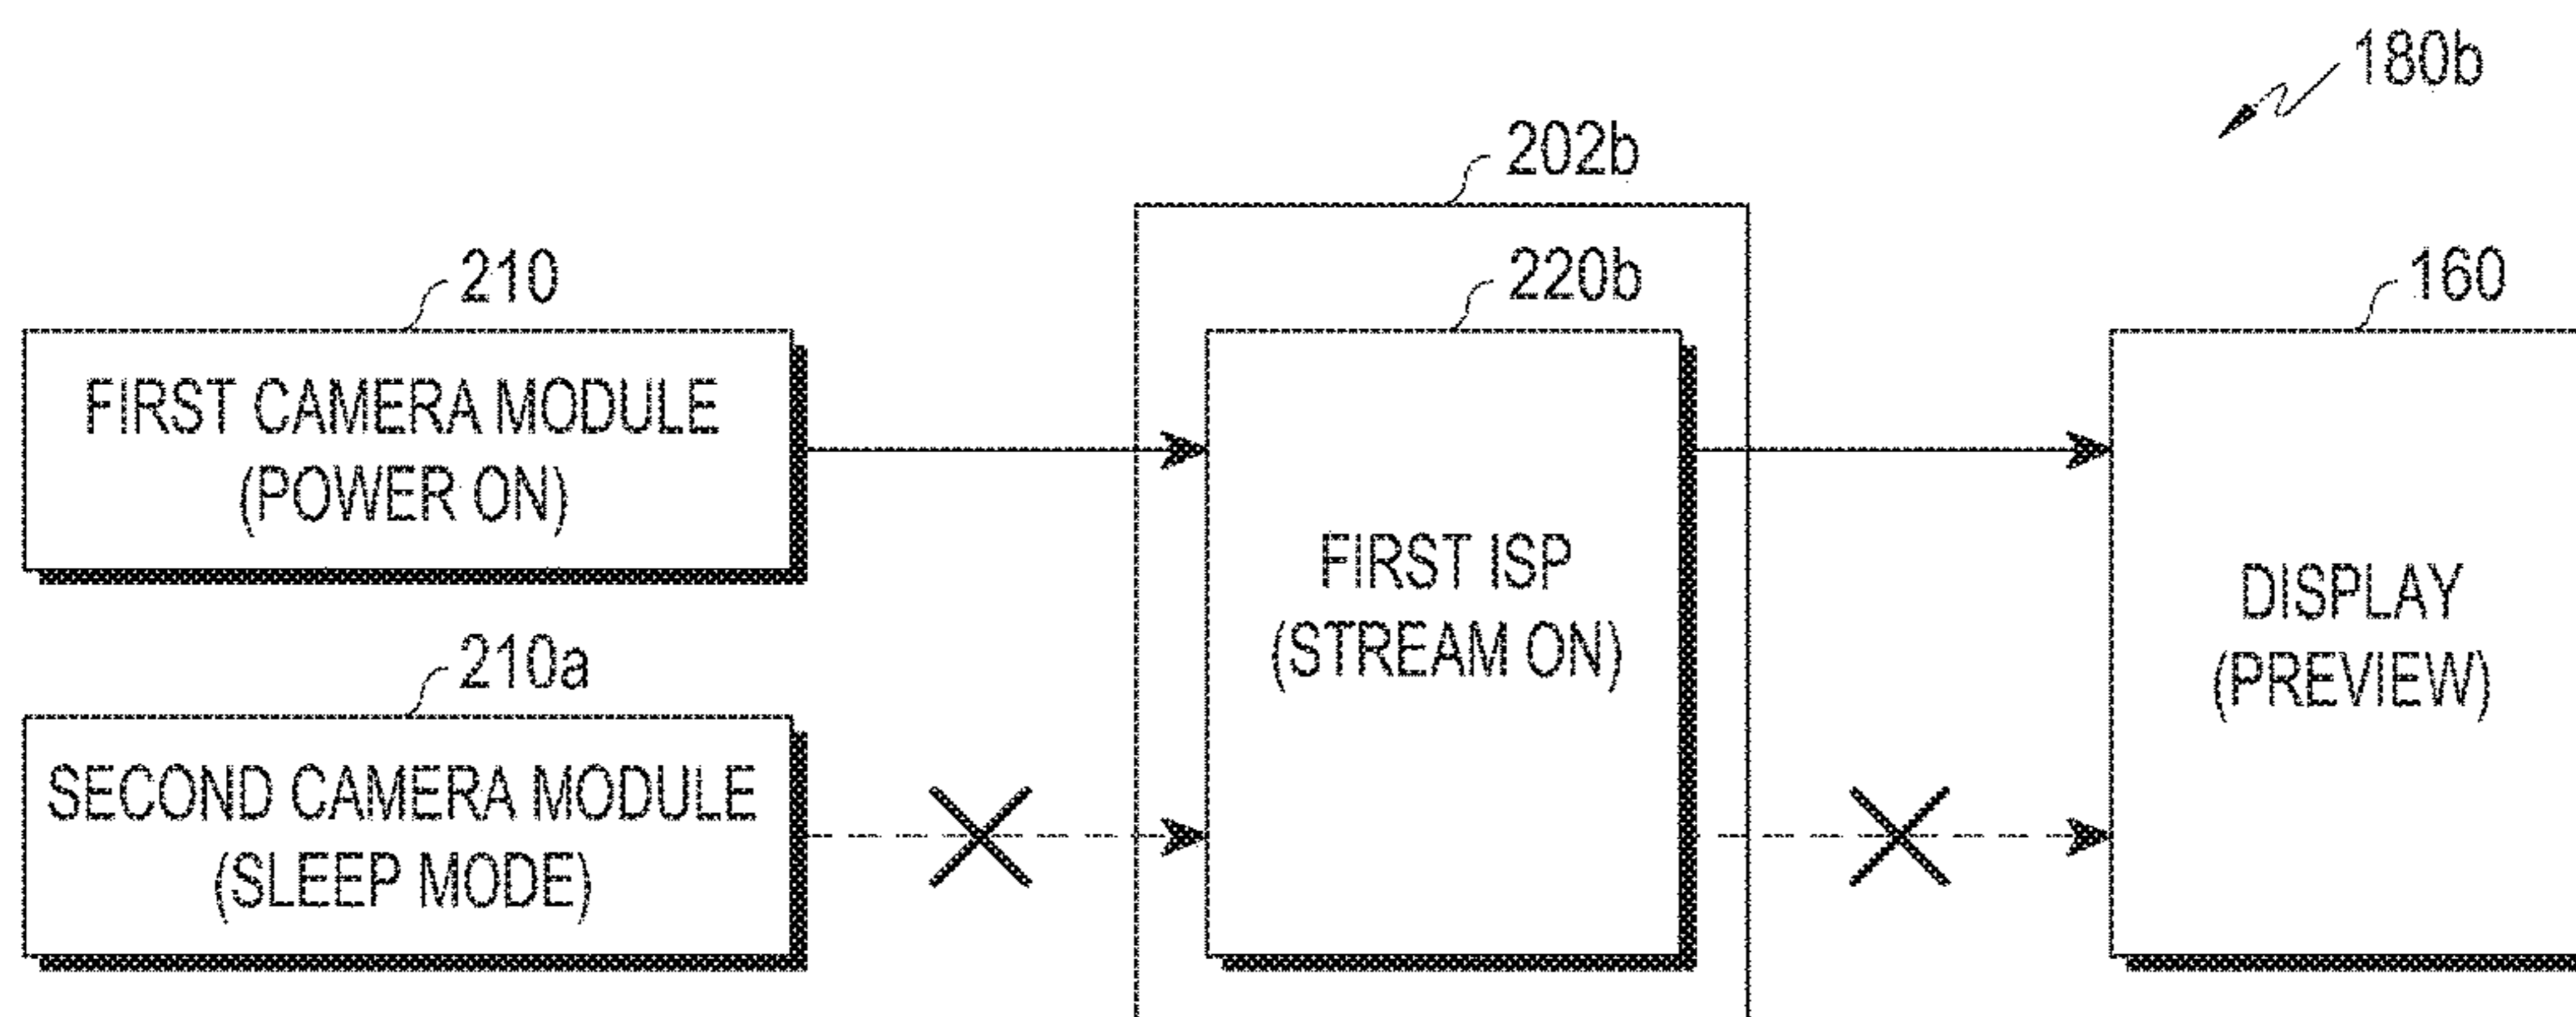 180b
202b
210
220b
160
FIRST CAMERA MODULE
(POWER ON)
FIRST ISP
(STREAM ON)
DISPLAY
(PREVIEW)
210a
SECOND CAMERA MODULE
(SLEEP MODE)